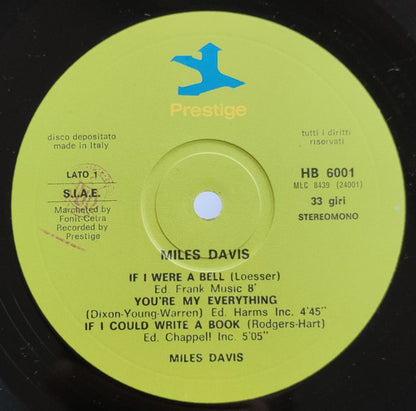 Prestige
disco depositato
made in Italy
tutti i diritti
riservati
LATO 1
S.I.A.E.
Marcheted by
Fonit-Cetra
Recorded by
Prestige
HB 6001
MLC 8439 (24001)
33 giri
STEREOMONO
MILES DAVIS
IF I WERE A BELL (Loesser)
Ed. Frank Music 8'
YOU'RE MY EVERYTHING
(Dixon-Young-Warren) Ed. Harms Inc. 4'45"
IF I COULD WRITE A BOOK (Rodgers-Hart)
Ed. Chappell Inc. 5'05"
MILES DAVIS